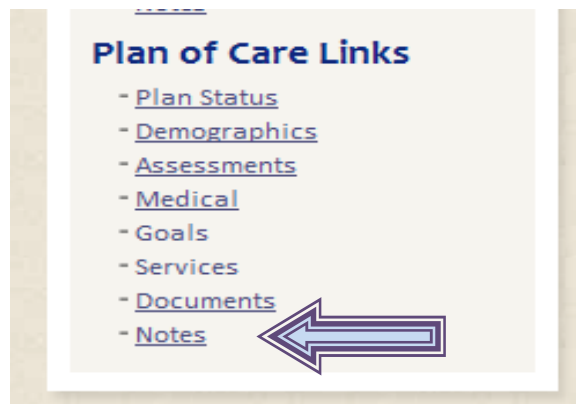 Plan of Care Links
- Plan Status
- Demographics
- Assessments
- Medical
- Goals
- Services
- Documents
- Notes